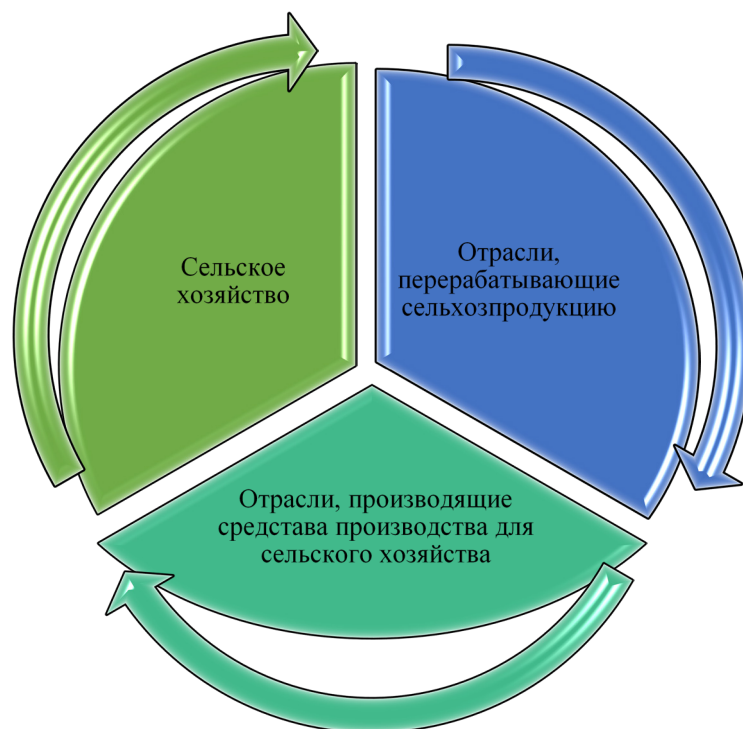 Сельское
хозяйство
Отрасли,
перерабатывающие
сельхозпродукцию
Отрасли, производящие
средстава производства для
сельского хозяйства